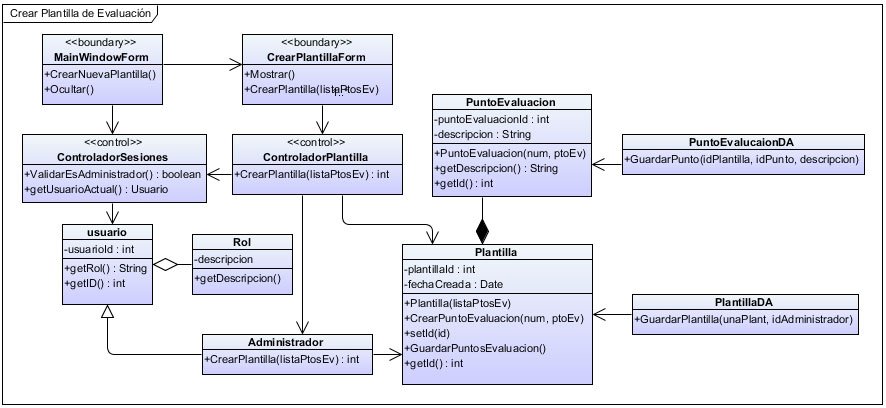 Crear Plantilla de Evaluación
<<boundary>>
MainWindowForm
+CrearNuevaPlantilla()
+Ocultar()
<<boundary>>
CrearPlantillaForm
+Mostrar()
+CrearPlantilla(listaPtosEv)
<<control>>
ControladorSesiones
+ValidarEsAdministrador() : boolean
+getUsuarioActual() : Usuario
<<control>>
ControladorPlantilla
+CrearPlantilla(listaPtosEv) : int
PuntoEvaluacion
-puntoEvaluacionId : int
-descripcion : String
+PuntoEvaluacion(num, ptoEv)
+getDescripcion() : String
+getId() : int
PuntoEvalucaionDA
+GuardarPunto(idPlantilla, idPunto, descripcion)
usuario
-usuarioId : int
+getRol() : String
+getID() : int
Rol
-descripcion
+getDescripcion()
Plantilla
-plantillaId : int
-fechaCreada : Date
+Plantilla(listaPtosEv)
+CrearPuntoEvaluacion(num, ptoEv)
+setId(id)
+GuardarPuntosEvaluacion()
+getId() : int
PlantillaDA
+GuardarPlantilla(unaPlant, idAdministrador)
Administrador
+CrearPlantilla(listaPtosEv) : int